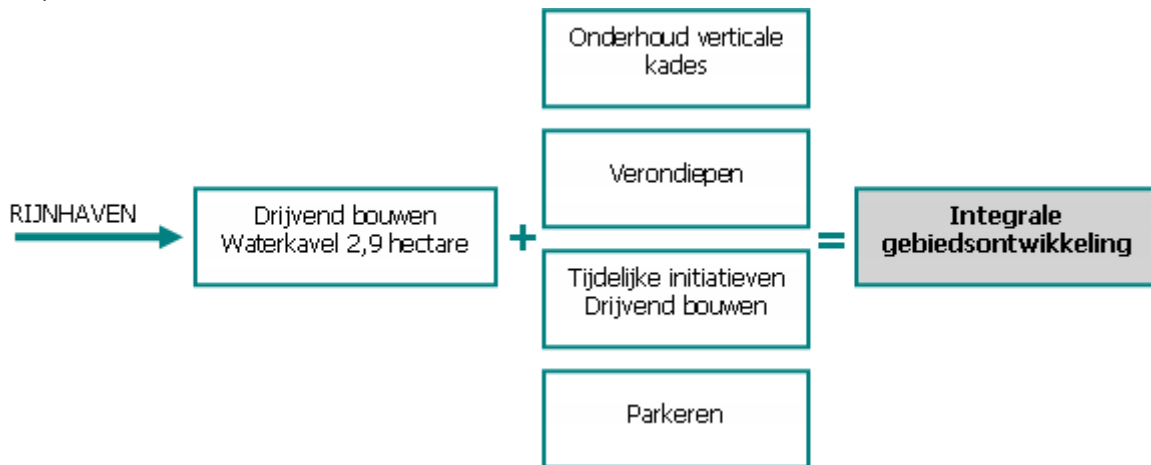 RIJNHAVEN
Drijvend bouwen
Waterkavel 2,9 hectare
+
Onderhoud verticale
kades
Verondiepen
Tijdelijke initiatieven
Drijvend bouwen
Parkeren
=
Integrale
gebiedsontwikkeling